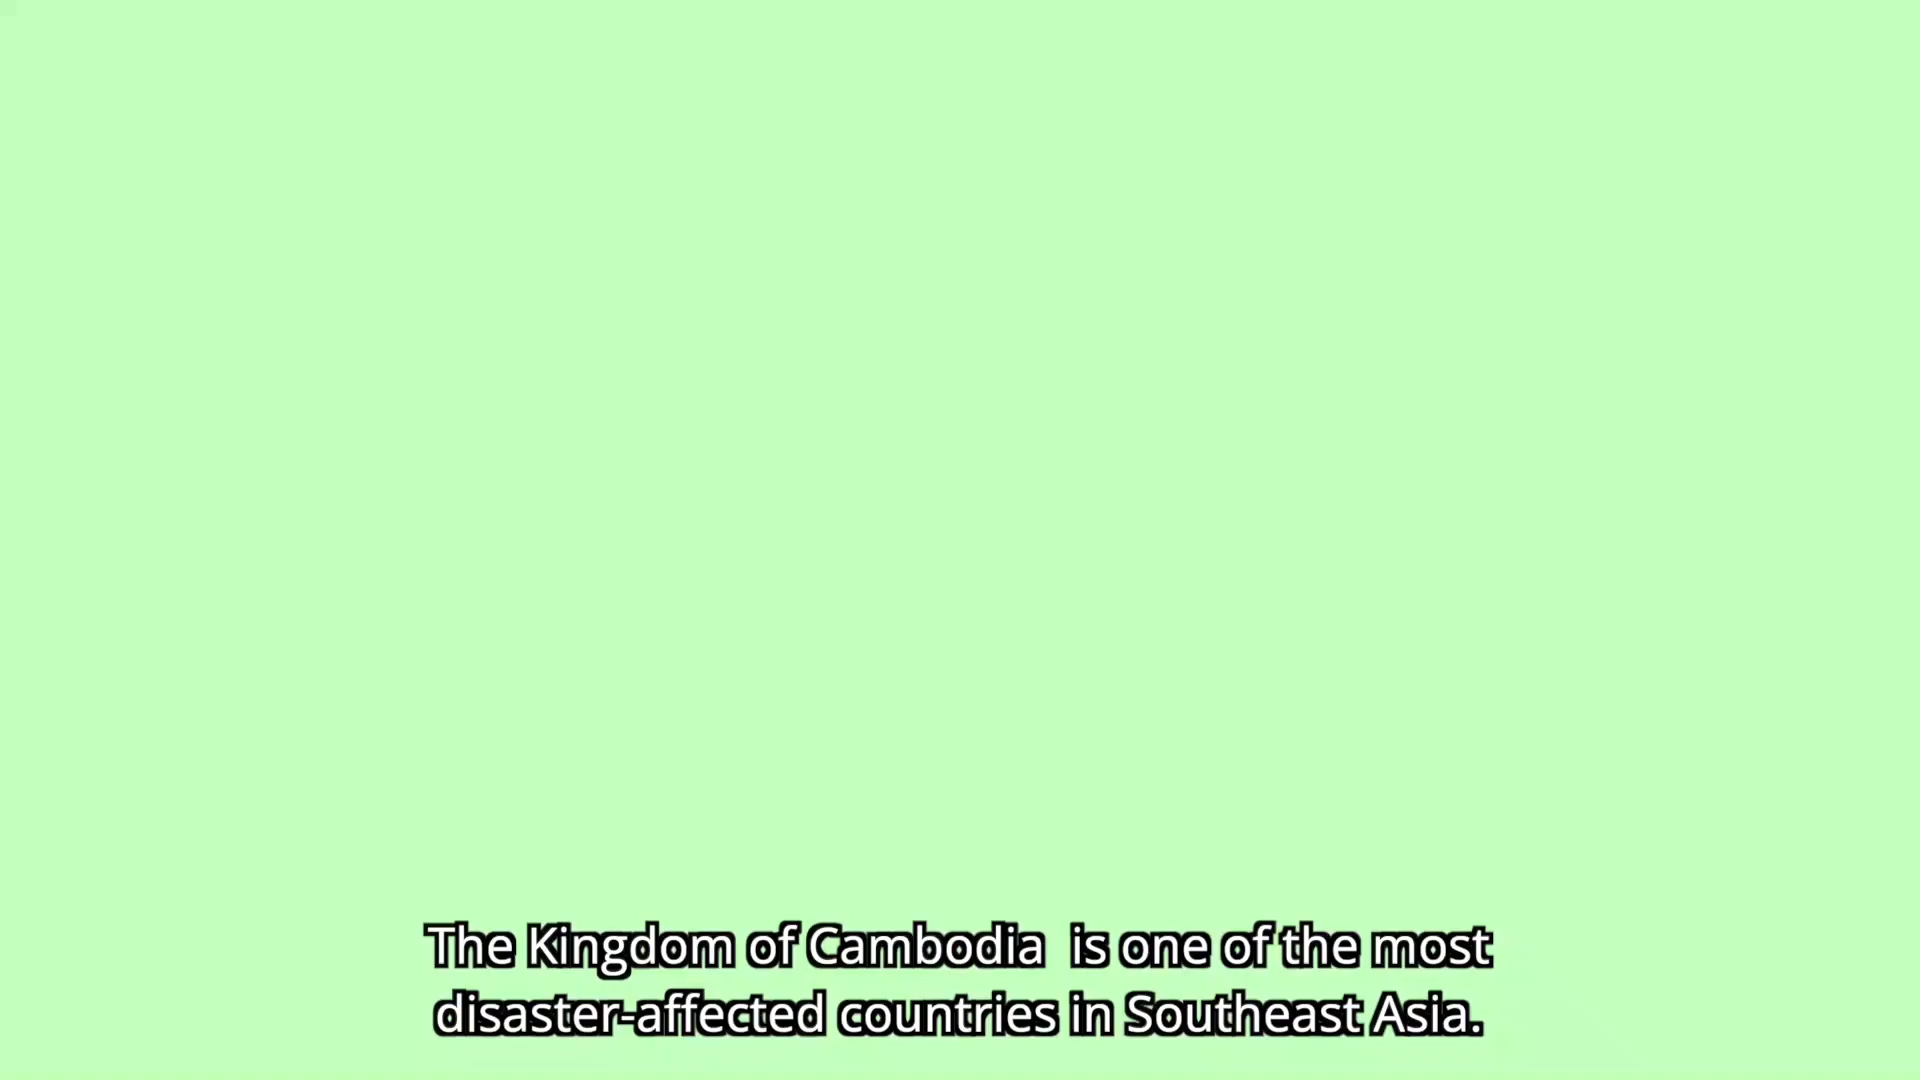 The Kingdom of Cambodia  is one of the most
disaster-affected countries in Southeast Asia.